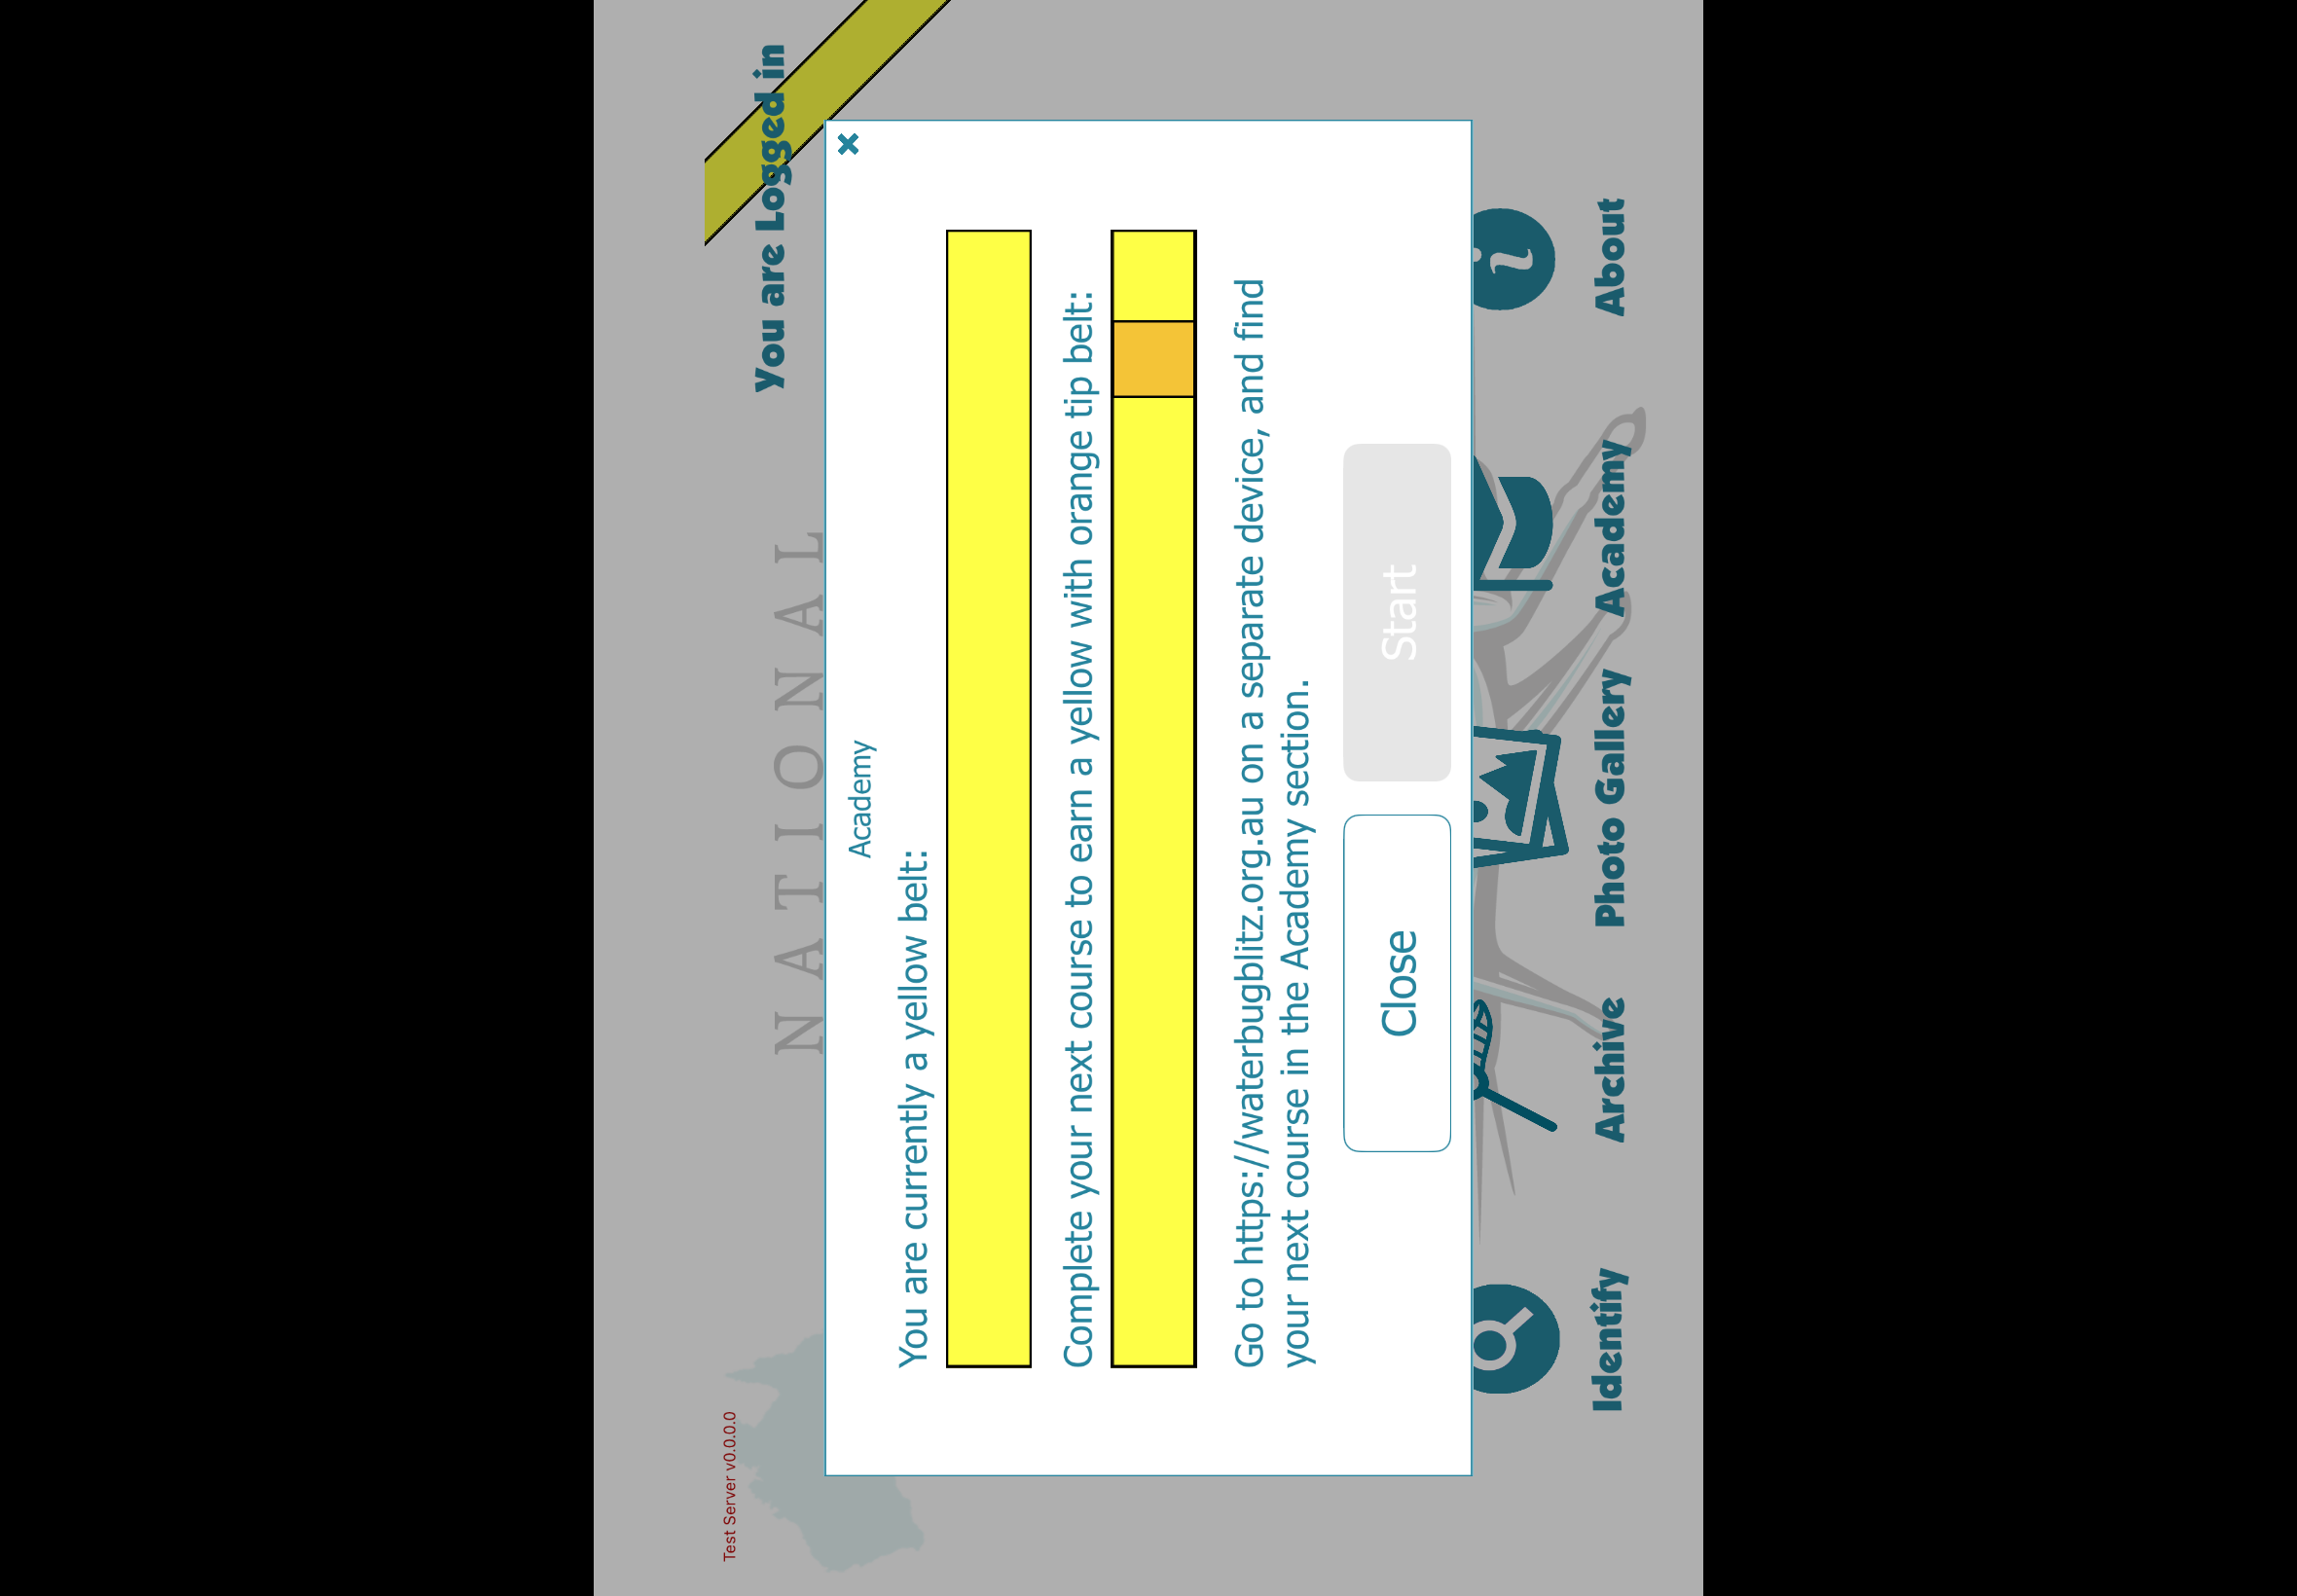 Test Server v0.0.0.0
You are Logged in
NATIONAL
Academy
You are currently a yellow belt:
Complete your next course to earn a yellow with orange tip belt:
Go to https://waterbugblitz.org.au on a separate device, and find
your next course in the Academy section.
Close
Start
Identify
Archive
Photo Gallery
Academy
About